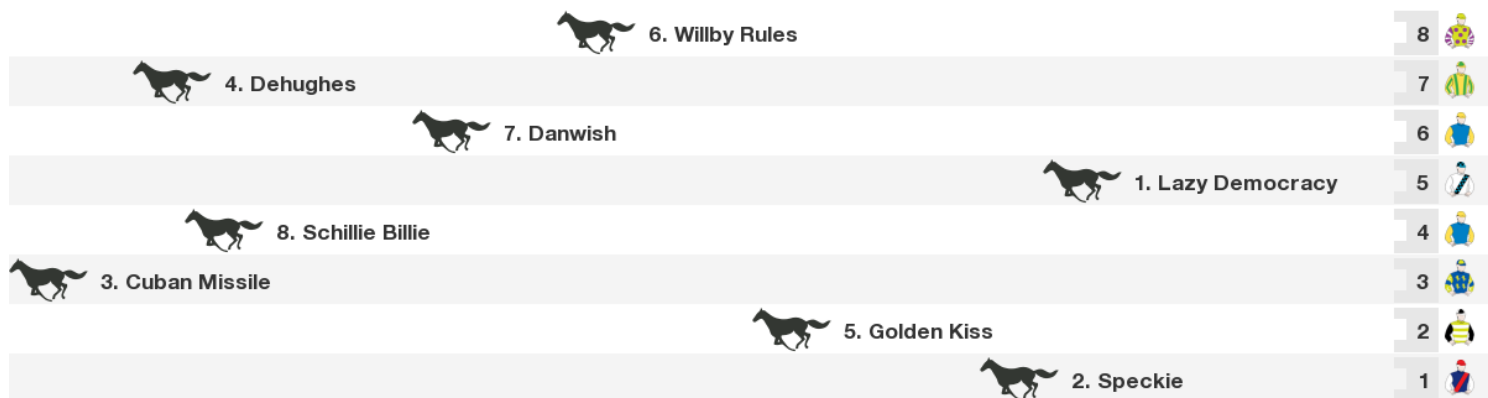 6. Willby Rules 8
4. Dehughes 7
7. Danwish 6
1. Lazy Democracy 5
8. Schillie Billie 4
3. Cuban Missile 3
5. Golden Kiss 2
2. Speckie 1